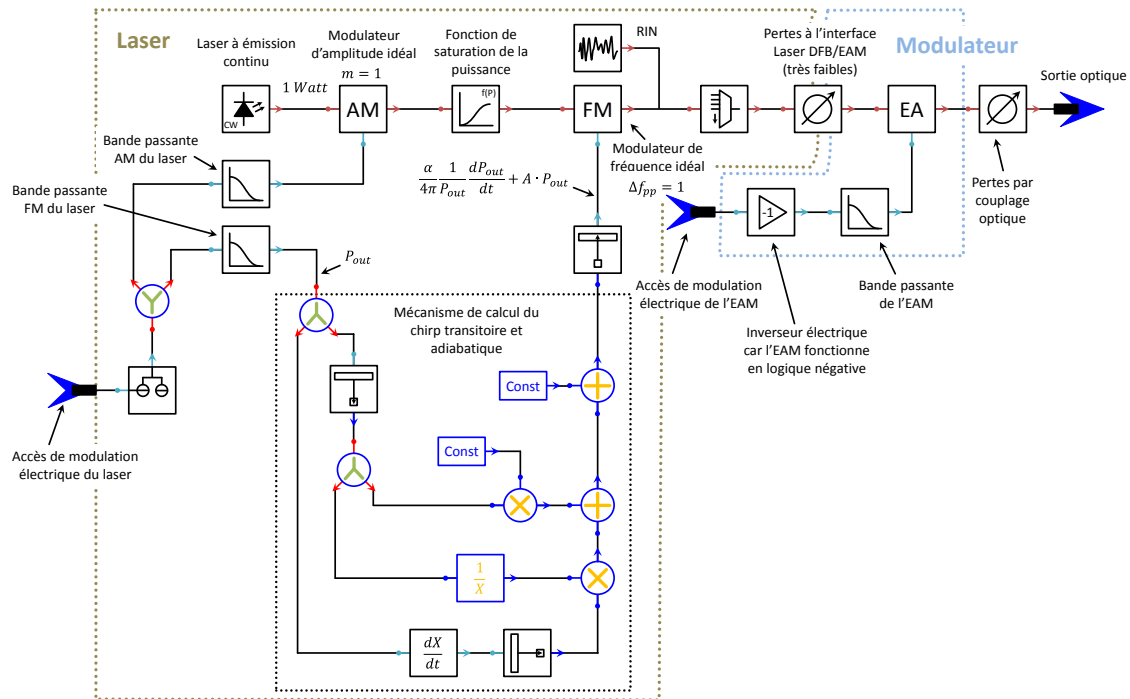 Laser
Laser à émission
continu
1 Watt
CW
Modulateur
d'amplitude idéal
m = 1
AM
Fonction de
saturation de la
puissance
f(P)
FM
RIN
Modulateur de
fréquence idéal
Δf_pp = 1
Pertes à l'interface
Laser DFB/EAM
(très faibles)
Modulateur
EA
Sortie optique
Pertes par
couplage
optique
Bande passante
AM du laser
Bande passante
FM du laser
α/4π 1/P_out dP_out/dt + A · P_out
P_out
-1
Accès de modulation
électrique de l'EAM
Inverseur électrique
car l'EAM fonctionne
en logique négative
Bande passante
de l'EAM
Mécanisme de calcul du
chirp transitoire et
adiabatique
Const
Accès de modulation
électrique du laser
Const
1/X
dX/dt